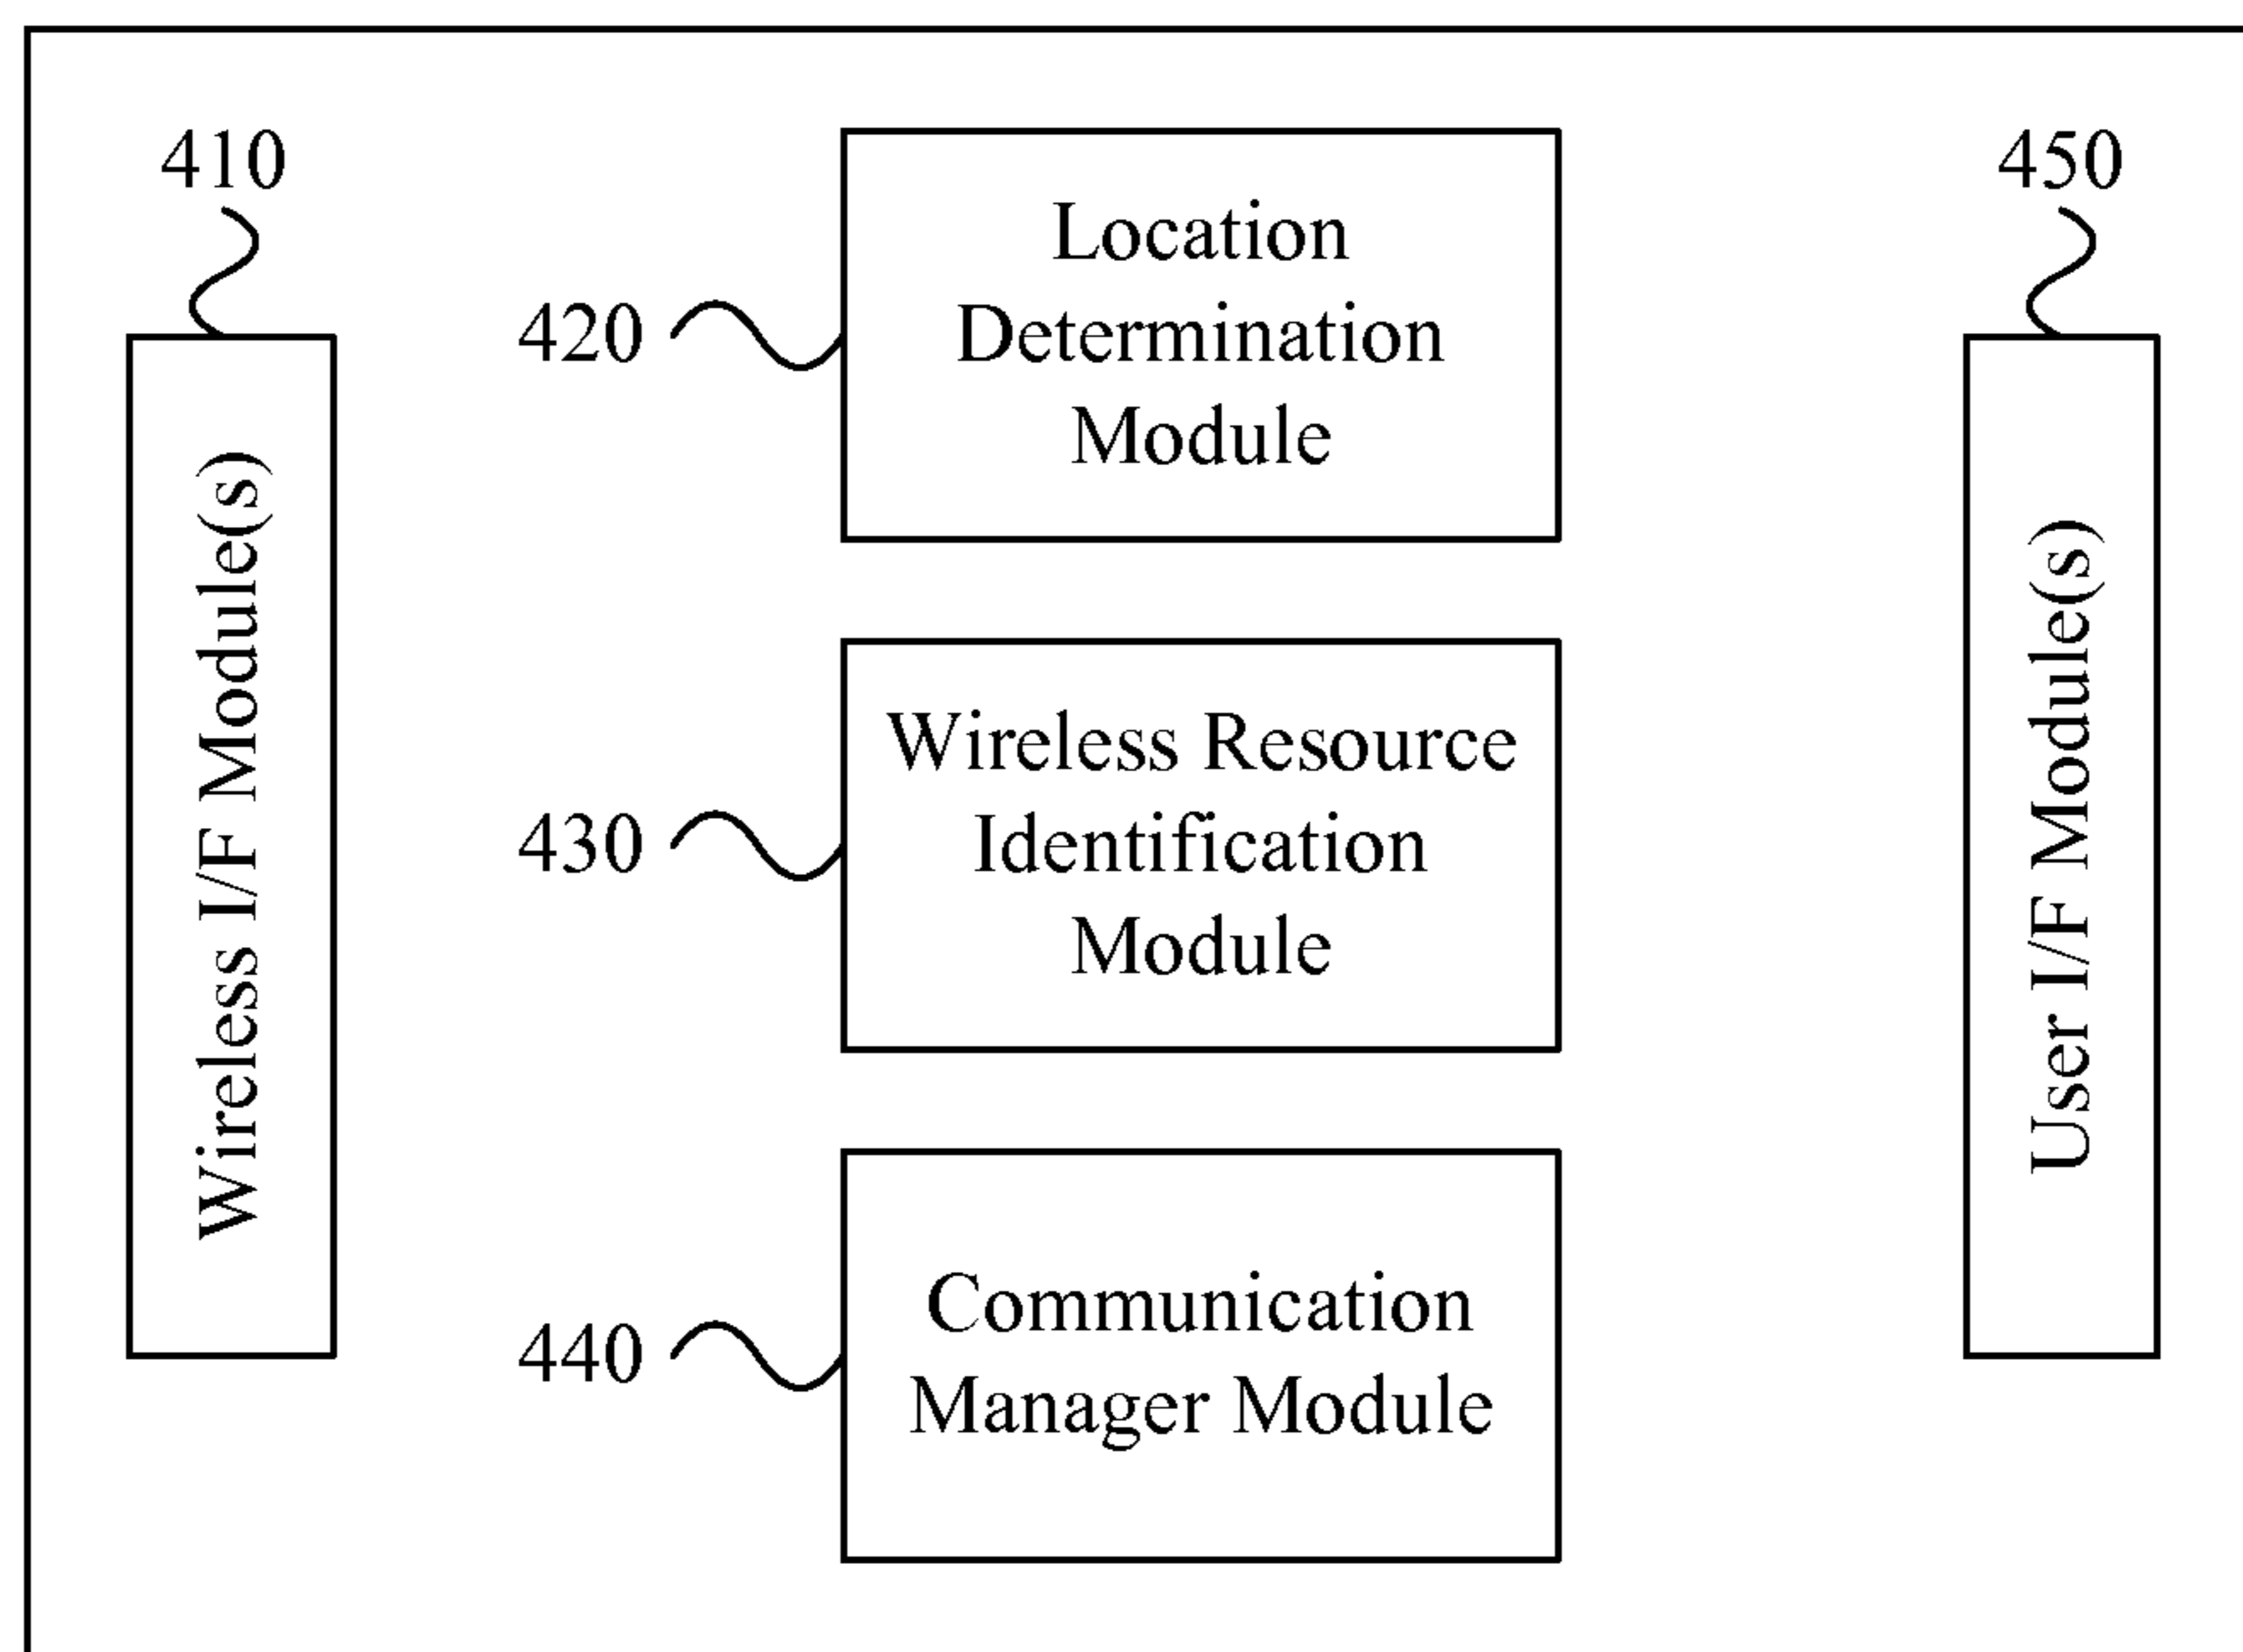 410
Wireless I/F Module(s)
420
Location
Determination
Module
430
Wireless Resource
Identification
Module
440
Communication
Manager Module
450
User I/F Module(s)